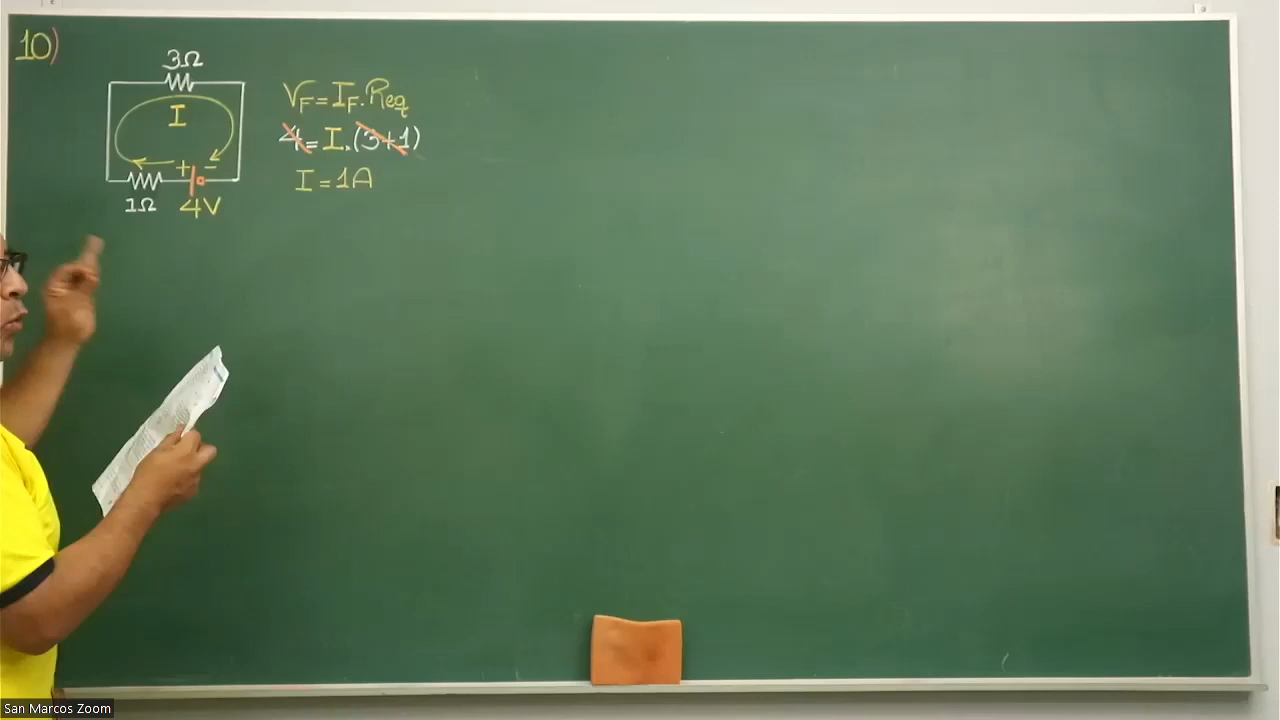 10)
3Ω
I
+ -
1Ω 4V
V_F = I_F . Req
4 = I . (3+1)
I = 1A
San Marcos Zoom